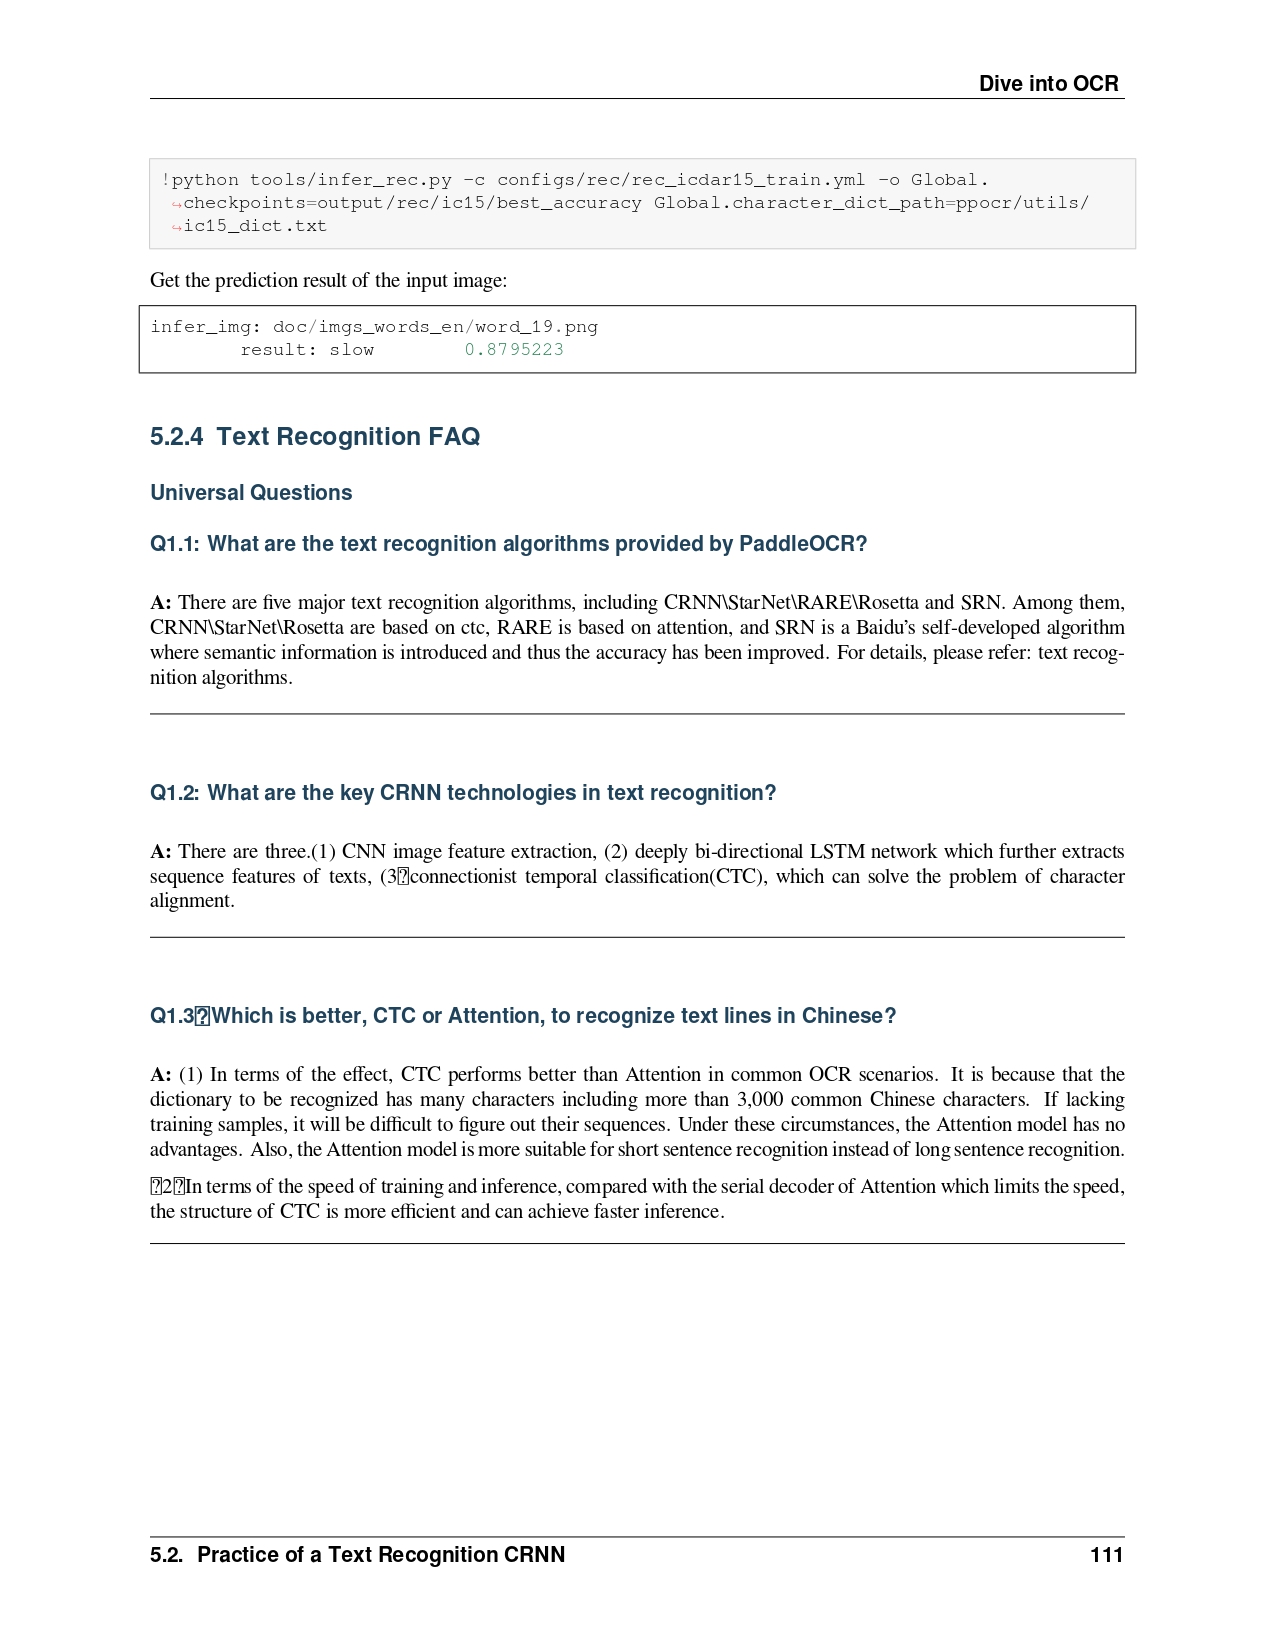 Dive into OCR
!python tools/infer_rec.py -c configs/rec/rec_icdar15_train.yml -o Global.
↪checkpoints=output/rec/ic15/best_accuracy Global.character_dict_path=ppocr/utils/
↪ic15_dict.txt
Get the prediction result of the input image:
infer_img: doc/imgs_words_en/word_19.png
result: slow 0.8795223
5.2.4 Text Recognition FAQ
Universal Questions
Q1.1: What are the text recognition algorithms provided by PaddleOCR?
A: There are five major text recognition algorithms, including CRNN\StarNet\RARE\Rosetta and SRN. Among them,
CRNN\StarNet\Rosetta are based on ctc, RARE is based on attention, and SRN is a Baidu’s self-developed algorithm
where semantic information is introduced and thus the accuracy has been improved. For details, please refer: text recog-
nition algorithms.
Q1.2: What are the key CRNN technologies in text recognition?
A: There are three.(1) CNN image feature extraction, (2) deeply bi-directional LSTM network which further extracts
sequence features of texts, (3⍰connectionist temporal classification(CTC), which can solve the problem of character
alignment.
Q1.3⍰Which is better, CTC or Attention, to recognize text lines in Chinese?
A: (1) In terms of the effect, CTC performs better than Attention in common OCR scenarios. It is because that the
dictionary to be recognized has many characters including more than 3,000 common Chinese characters. If lacking
training samples, it will be difficult to figure out their sequences. Under these circumstances, the Attention model has no
advantages. Also, the Attention model is more suitable for short sentence recognition instead of long sentence recognition.
⍰2⍰In terms of the speed of training and inference, compared with the serial decoder of Attention which limits the speed,
the structure of CTC is more efficient and can achieve faster inference.
5.2. Practice of a Text Recognition CRNN 111